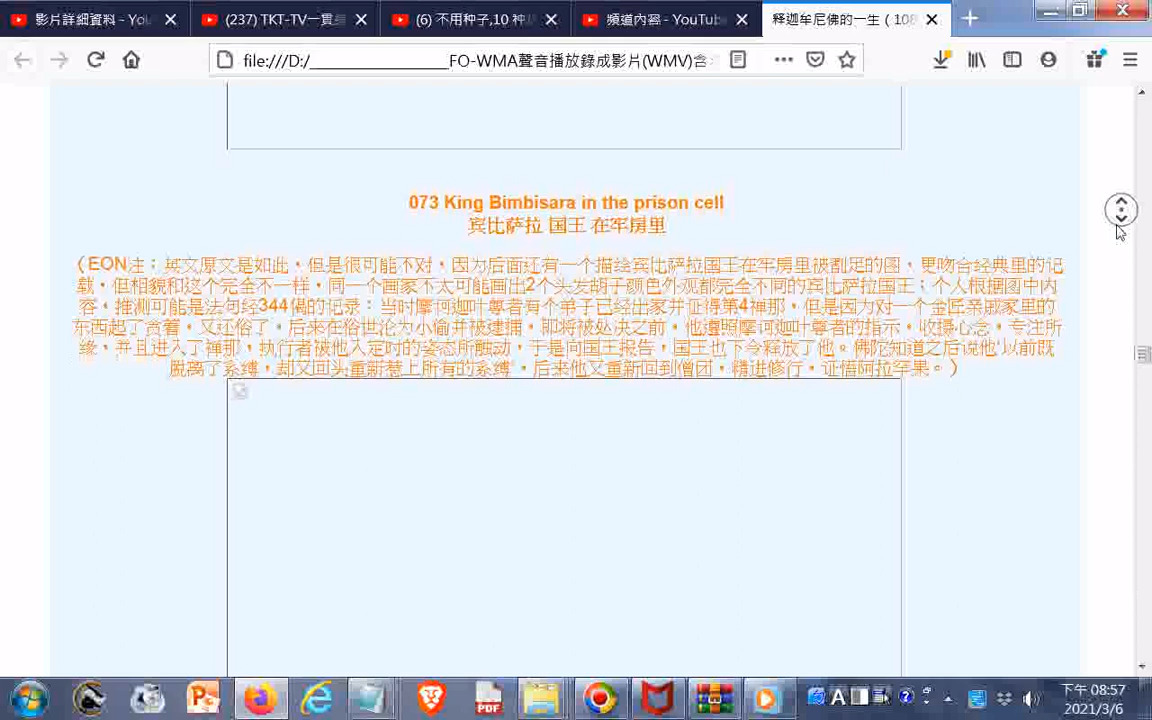 影片詳細資料 - You
(237) TKT-TV一貫
(6) 不用种子,10 种
頻道內容 - YouTub
释迦牟尼佛的一生（108
file:///D:/________________FO-WMA聲音播放錄成影片(WMV)含
073 King Bimbisara in the prison cell
宾比萨拉 国王 在牢房里
（EON注：英文原文是如此，但是很可能不对，因为后面还有一个描绘宾比萨拉国王在牢房里被割足的图，更吻合经典里的记
载，但相貌和这个完全不一样，同一个画家不太可能画出2个头发胡子颜色外观都完全不同的宾比萨拉国王；个人根据图中内
容，推测可能是法句经344偈的记录：当时摩诃迦叶尊者有个弟子已经出家并证得第4禅那，但是因为对一个金匠亲戚家里的
东西起了贪着，又还俗了，后来在俗世沦为小偷并被逮捕，即将被处决之前，他遵照摩诃迦叶尊者的指示，收摄心念，专注所
缘，并且进入了禅那，执行者被他入定时的姿态所触动，于是向国王报告，国王也下令释放了他。佛陀知道之后说他‘以前既
脱离了系缚，却又回头重新惹上所有的系缚’，后来他又重新回到僧团，精进修行，证悟阿拉罕果。）
PDF
A
下午 08:57
2021/3/6